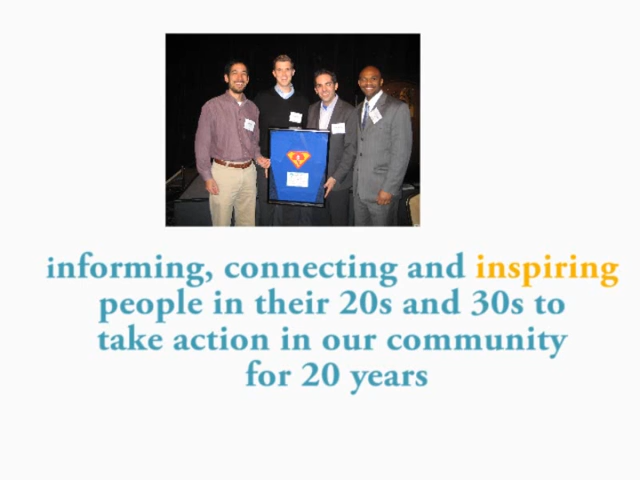 informing, connecting and inspiring
people in their 20s and 30s to
take action in our community
for 20 years